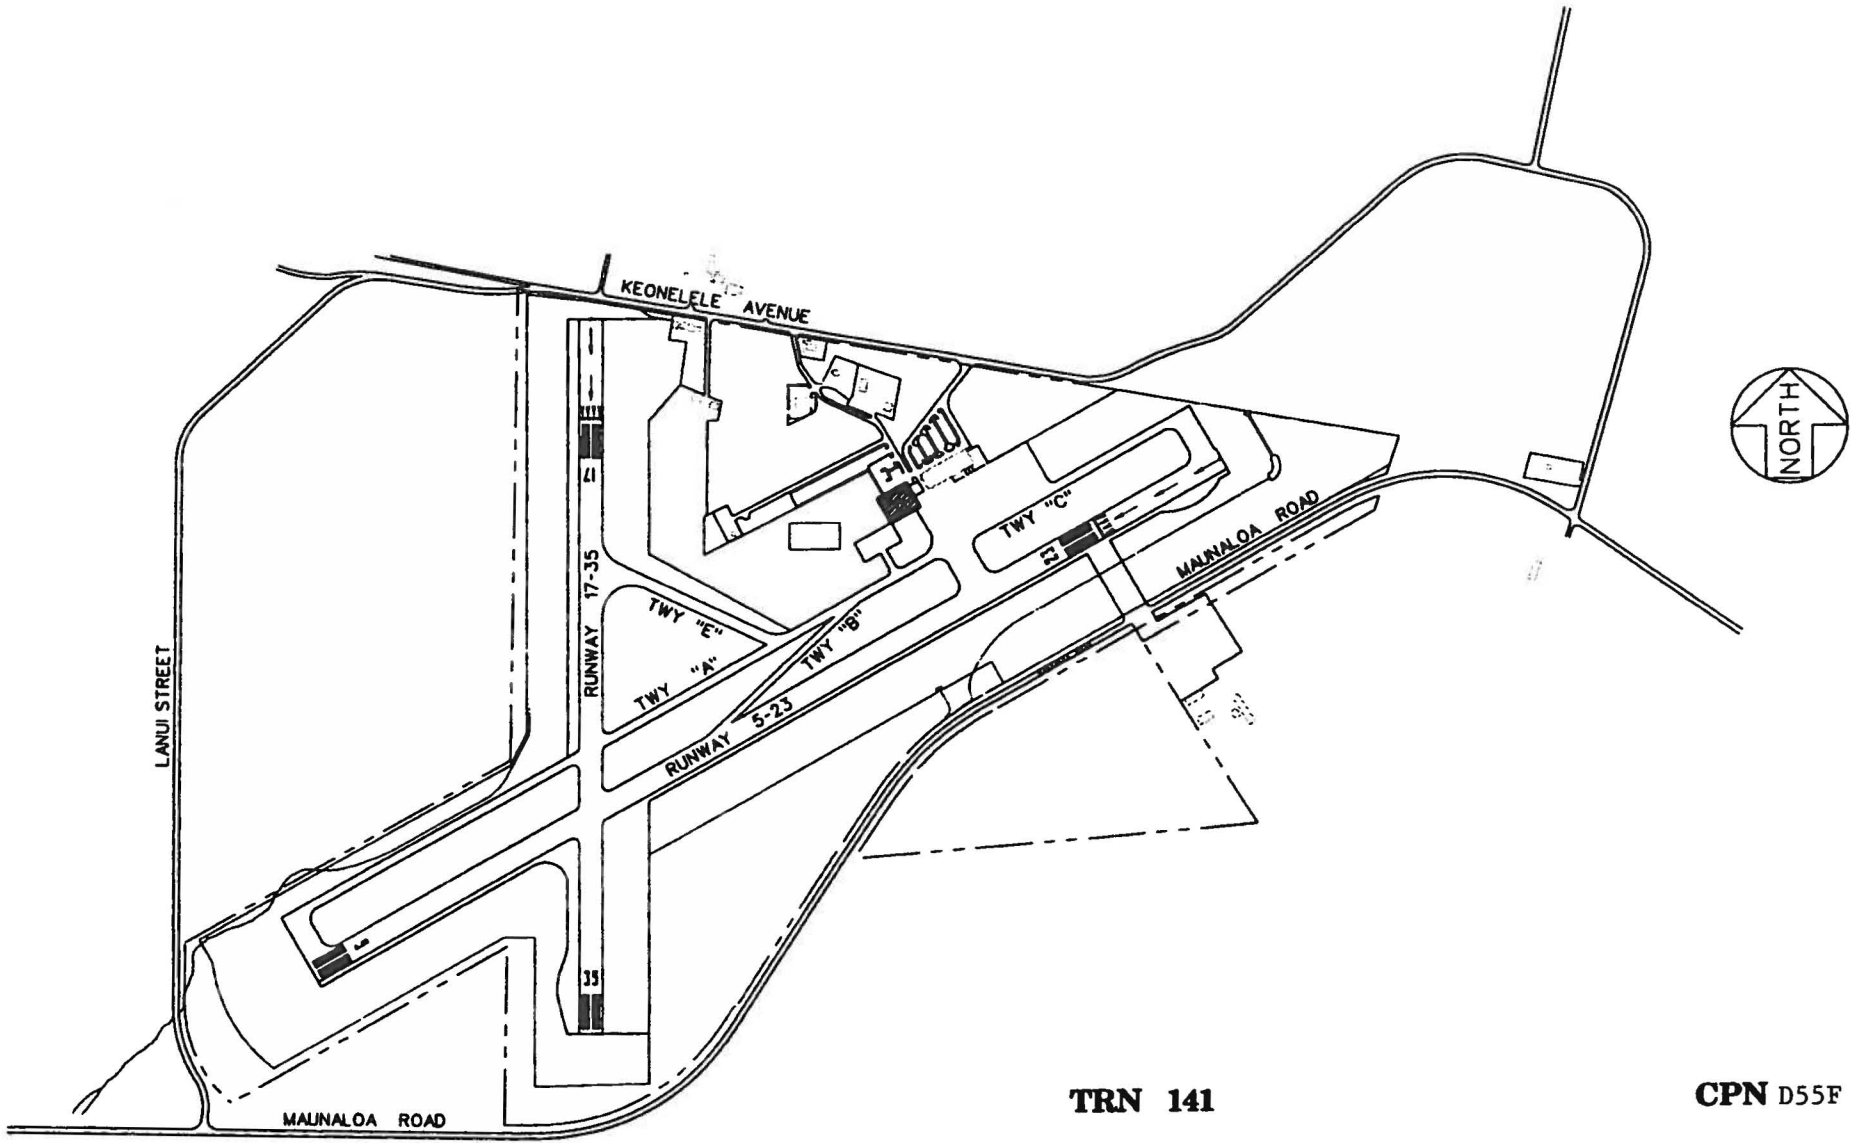 KEONELELE AVENUE
17
TWY "C"
NORTH
23
MAUNALOA ROAD
RUNWAY 17-35
TWY "E"
TWY "B"
TWY "A"
LANUI STREET
RUNWAY 5-23
5
35
TRN 141
CPN D55F
MAUNALOA ROAD